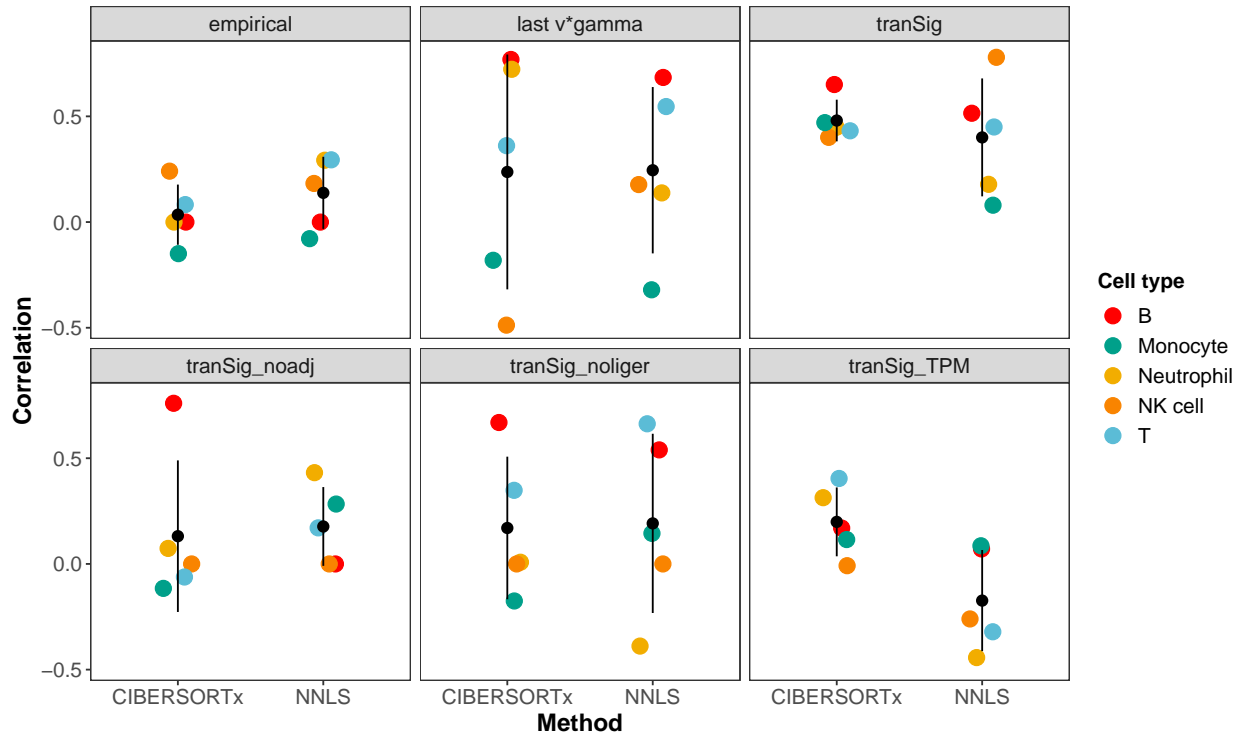 empirical
last v*gamma
tranSig
0.5
0.0
−0.5
tranSig_noadj
tranSig_noliger
tranSig_TPM
0.5
0.0
−0.5
CIBERSORTx
NNLS
CIBERSORTx
NNLS
CIBERSORTx
NNLS
Method
Correlation
Cell type
B
Monocyte
Neutrophil
NK cell
T